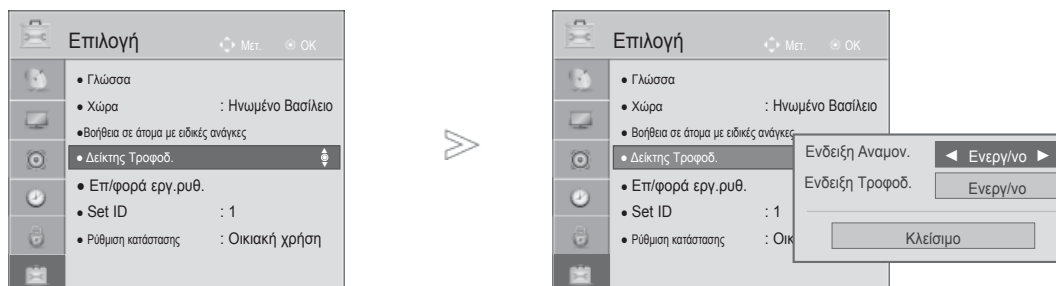 Επιλογή Μετ. OK
● Γλώσσα
● Χώρα : Ηνωμένο Βασίλειο
●Βοήθεια σε άτομα με ειδικές ανάγκες
● Δείκτης Τροφοδ.
● Επ/φορά εργ.ρυθ.
● Set ID : 1
● Ρύθμιση κατάστασης : Οικιακή χρήση
Επιλογή Μετ. OK
● Γλώσσα
● Χώρα : Ηνωμένο Βασίλειο
● Βοήθεια σε άτομα με ειδικές ανάγκες
● Δείκτης Τροφοδ.
● Επ/φορά εργ.ρυθ.
● Set ID : 1
● Ρύθμιση κατάστασης : Οικ
Ενδειξη Αναμον. ◄ Ενεργ/νο ►
Ενδειξη Τροφοδ. Ενεργ/νο
Κλείσιμο